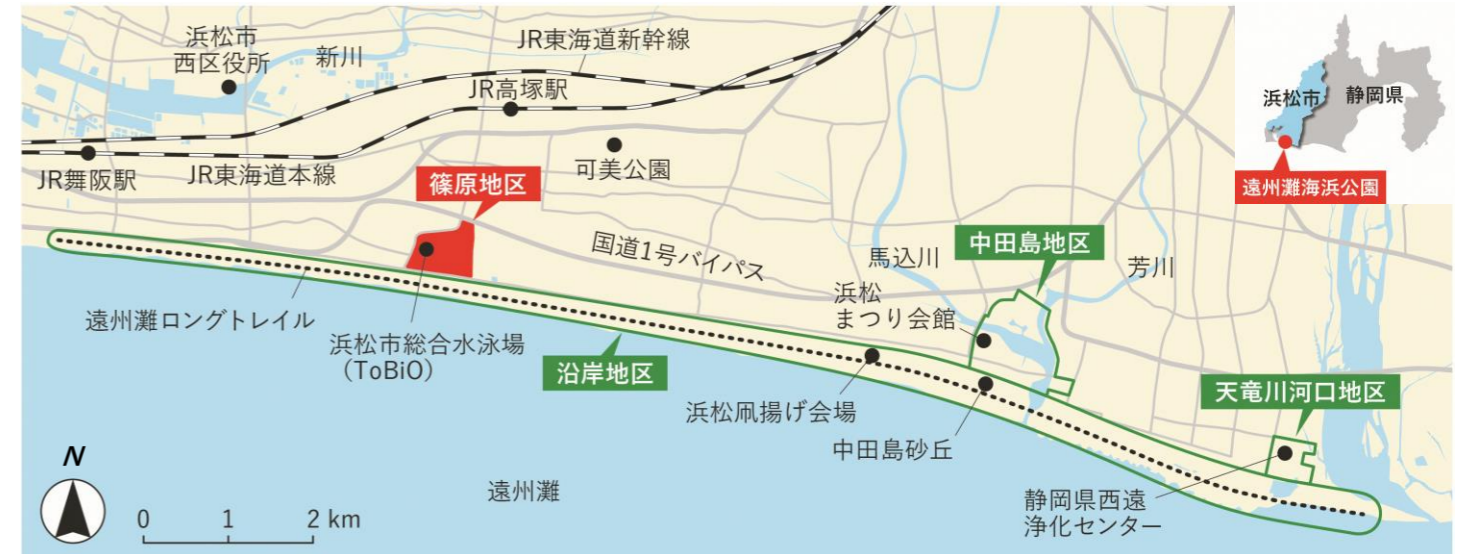 浜松市
西区役所
新川
JR東海道新幹線
JR高塚駅
JR舞阪駅
JR東海道本線
篠原地区
可美公園
国道1号バイパス
馬込川
中田島地区
芳川
浜松
まつり会館
遠州灘ロングトレイル
浜松市総合水泳場
（ToBiO）
沿岸地区
浜松凧揚げ会場
中田島砂丘
天竜川河口地区
静岡県西遠
浄化センター
遠州灘
N
0 1 2 km
浜松市
静岡県
遠州灘海浜公園